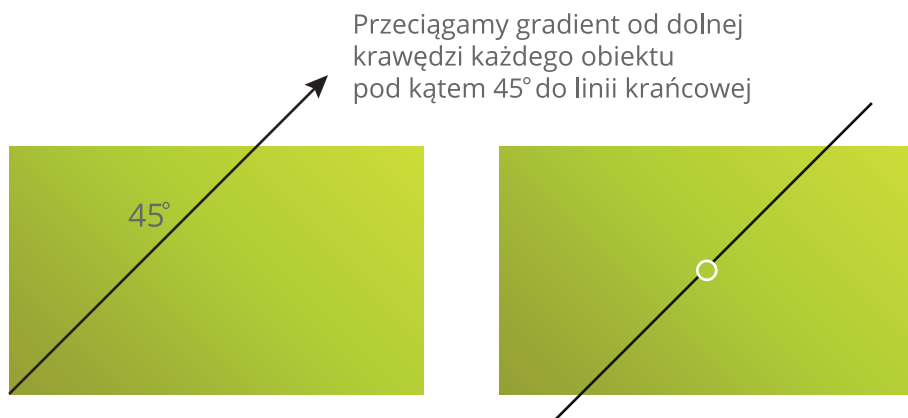 Przeciągamy gradient od dolnej
krawędzi każdego obiektu
pod kątem 45° do linii krańcowej
45°